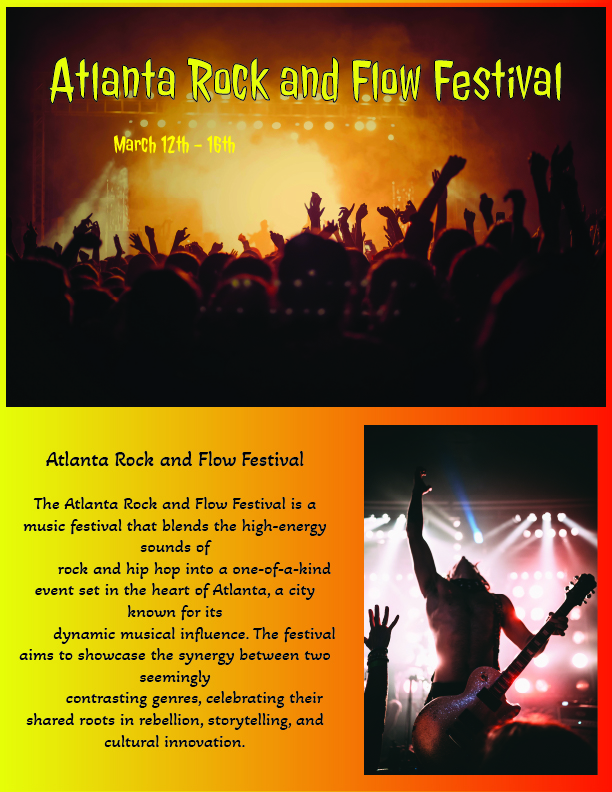 Atlanta Rock and Flow Festival
March 12th – 16th
Atlanta Rock and Flow Festival
The Atlanta Rock and Flow Festival is a
music festival that blends the high-energy
sounds of
rock and hip hop into a one-of-a-kind
event set in the heart of Atlanta, a city
known for its
dynamic musical influence. The festival
aims to showcase the synergy between two
seemingly
contrasting genres, celebrating their
shared roots in rebellion, storytelling, and
cultural innovation.